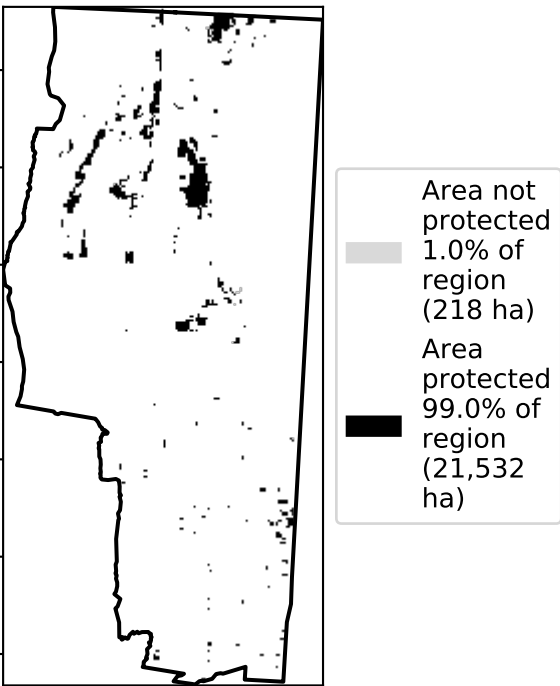 Area not
protected
1.0% of
region
(218 ha)
Area
protected
99.0% of
region
(21,532
ha)